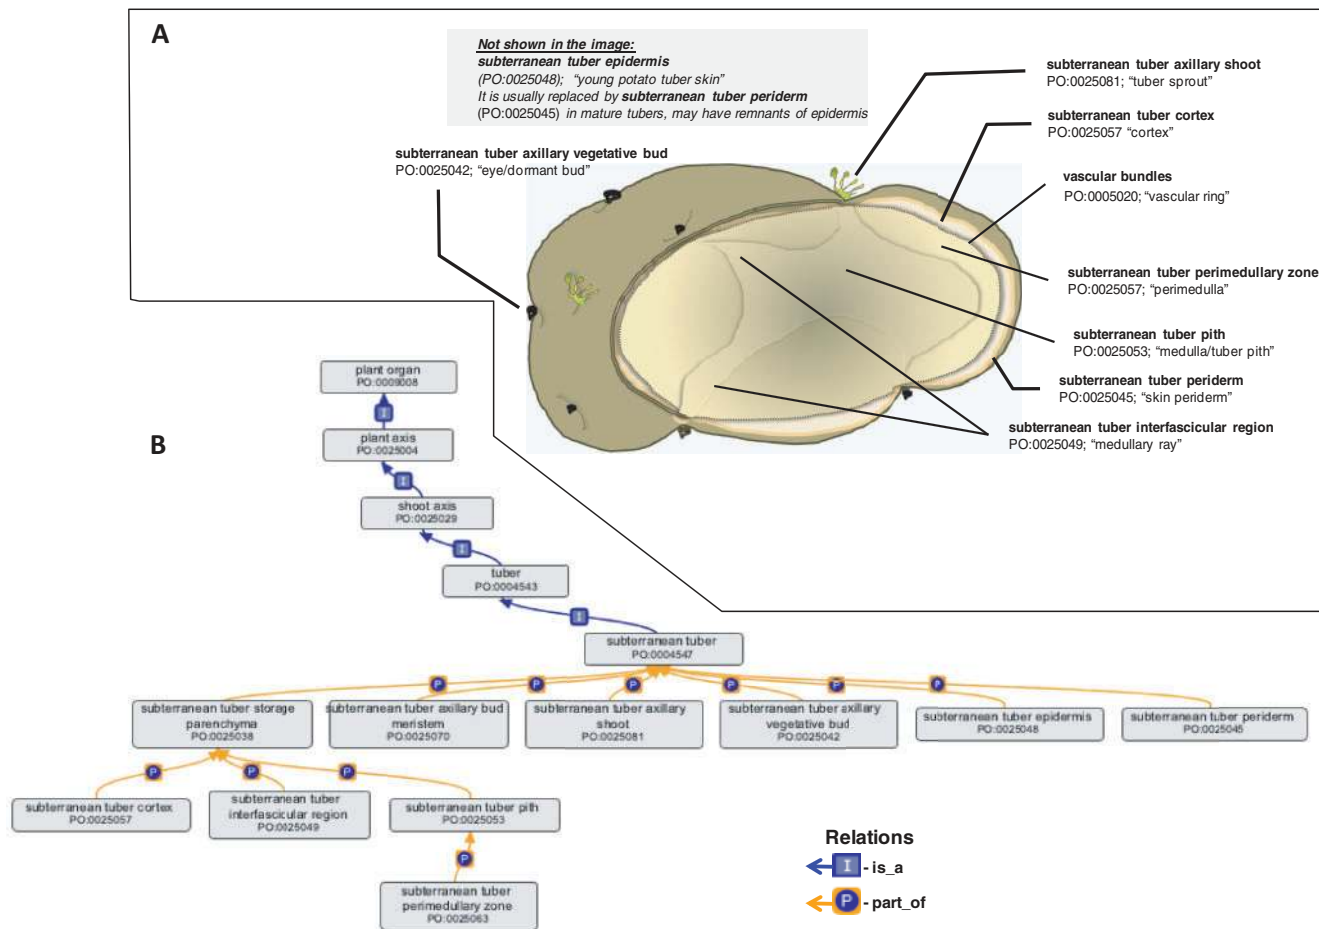 A
Not shown in the image:
subterranean tuber epidermis
(PO:0025048); “young potato tuber skin”
It is usually replaced by subterranean tuber periderm
(PO:0025045) in mature tubers, may have remnants of epidermis
subterranean tuber axillary vegetative bud
PO:0025042; “eye/dormant bud”
subterranean tuber axillary shoot
PO:0025081; “tuber sprout”
subterranean tuber cortex
PO:0025057 “cortex”
vascular bundles
PO:0005020; “vascular ring”
subterranean tuber perimedullary zone
PO:0025057; “perimedulla”
subterranean tuber pith
PO:0025053; “medulla/tuber pith”
subterranean tuber periderm
PO:0025045; “skin periderm”
subterranean tuber interfascicular region
PO:0025049; “medullary ray”
B
plant organ
PO:0009008
I
plant axis
PO:0025004
I
shoot axis
PO:0025029
I
tuber
PO:0004543
I
subterranean tuber
PO:0004547
P
P
P
P
P
P
subterranean tuber storage
parenchyma
PO:0025038
subterranean tuber axillary bud
meristem
PO:0025070
subterranean tuber axillary
shoot
PO:0025081
subterranean tuber axillary
vegetative bud
PO:0025042
subterranean tuber epidermis
PO:0025048
subterranean tuber periderm
PO:0025045
P
P
P
subterranean tuber cortex
PO:0025057
subterranean tuber
interfascicular region
PO:0025049
subterranean tuber pith
PO:0025053
P
subterranean tuber
perimedullary zone
PO:0025063
Relations
I - is_a
P - part_of